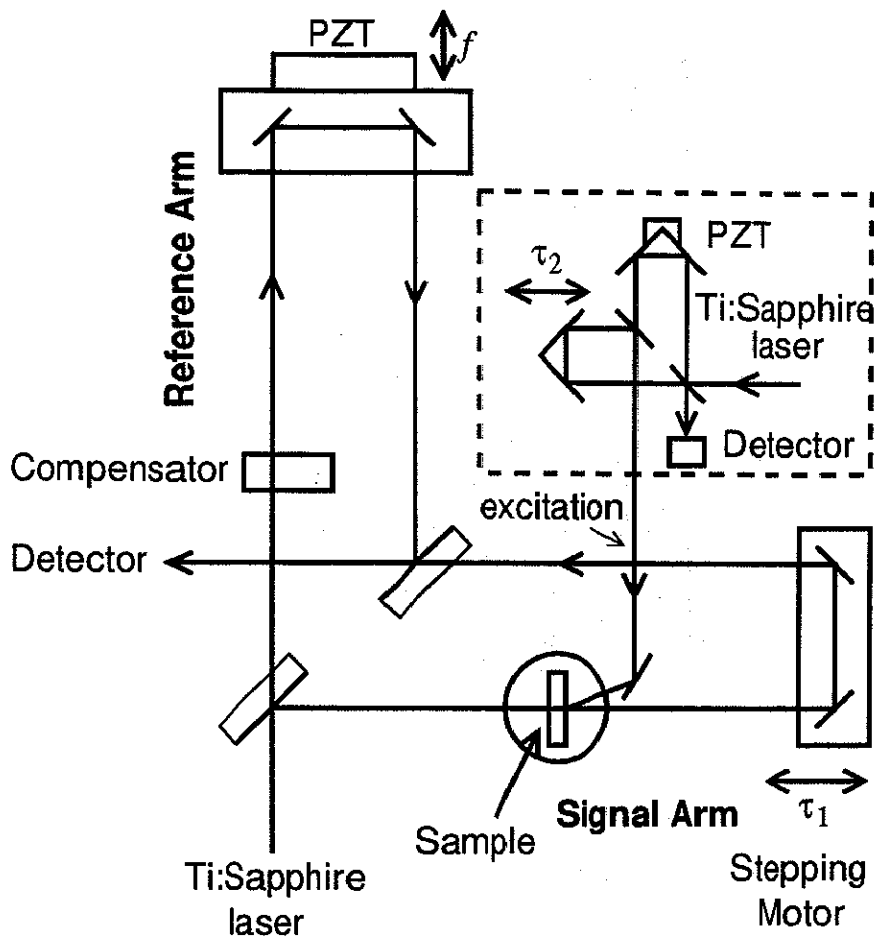 PZT
f
Reference Arm
PZT
τ2
Ti:Sapphire
laser
Compensator
Detector
excitation
Detector
Signal Arm
τ1
Sample
Stepping
Motor
Ti:Sapphire
laser